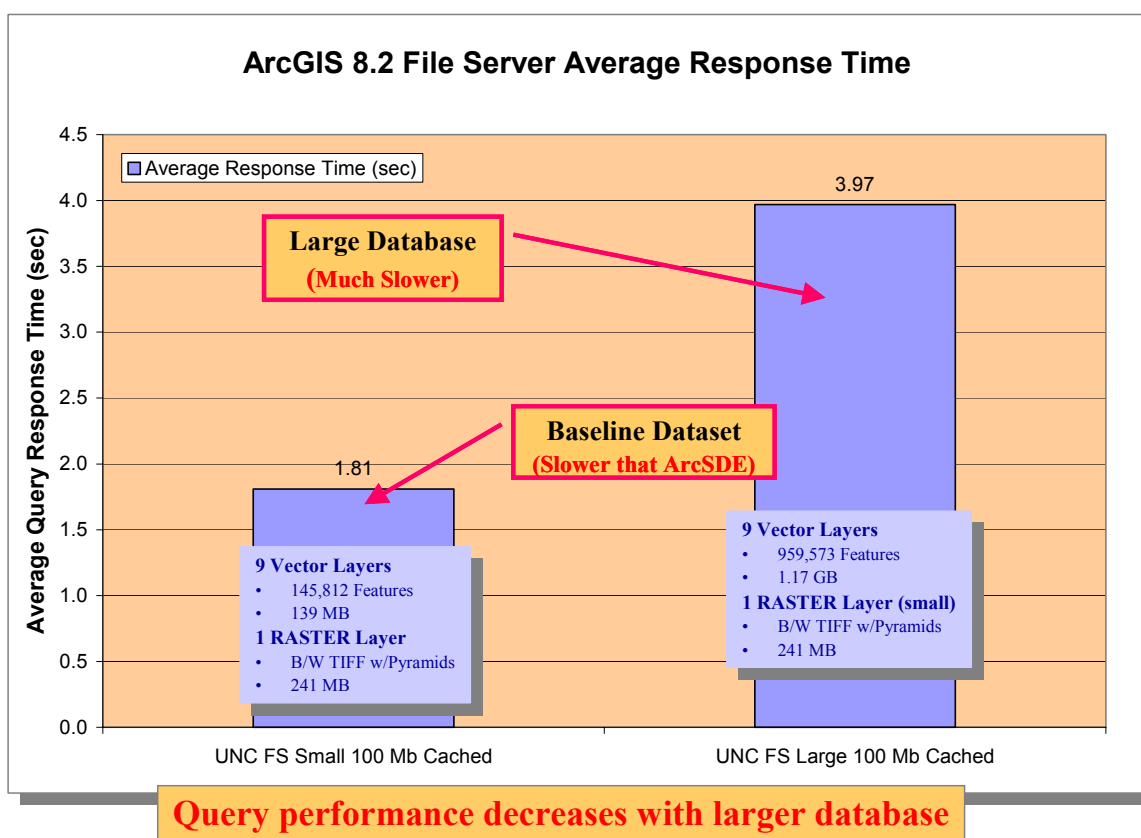 ArcGIS 8.2 File Server Average Response Time
Average Query Response Time (sec)
4.5
4.0
3.5
3.0
2.5
2.0
1.5
1.0
0.5
0.0
Average Response Time (sec)
3.97
Large Database
(Much Slower)
Baseline Dataset
(Slower that ArcSDE)
1.81
9 Vector Layers
• 145,812 Features
• 139 MB
1 RASTER Layer
• B/W TIFF w/Pyramids
• 241 MB
9 Vector Layers
• 959,573 Features
• 1.17 GB
1 RASTER Layer (small)
• B/W TIFF w/Pyramids
• 241 MB
UNC FS Small 100 Mb Cached
UNC FS Large 100 Mb Cached
Query performance decreases with larger database